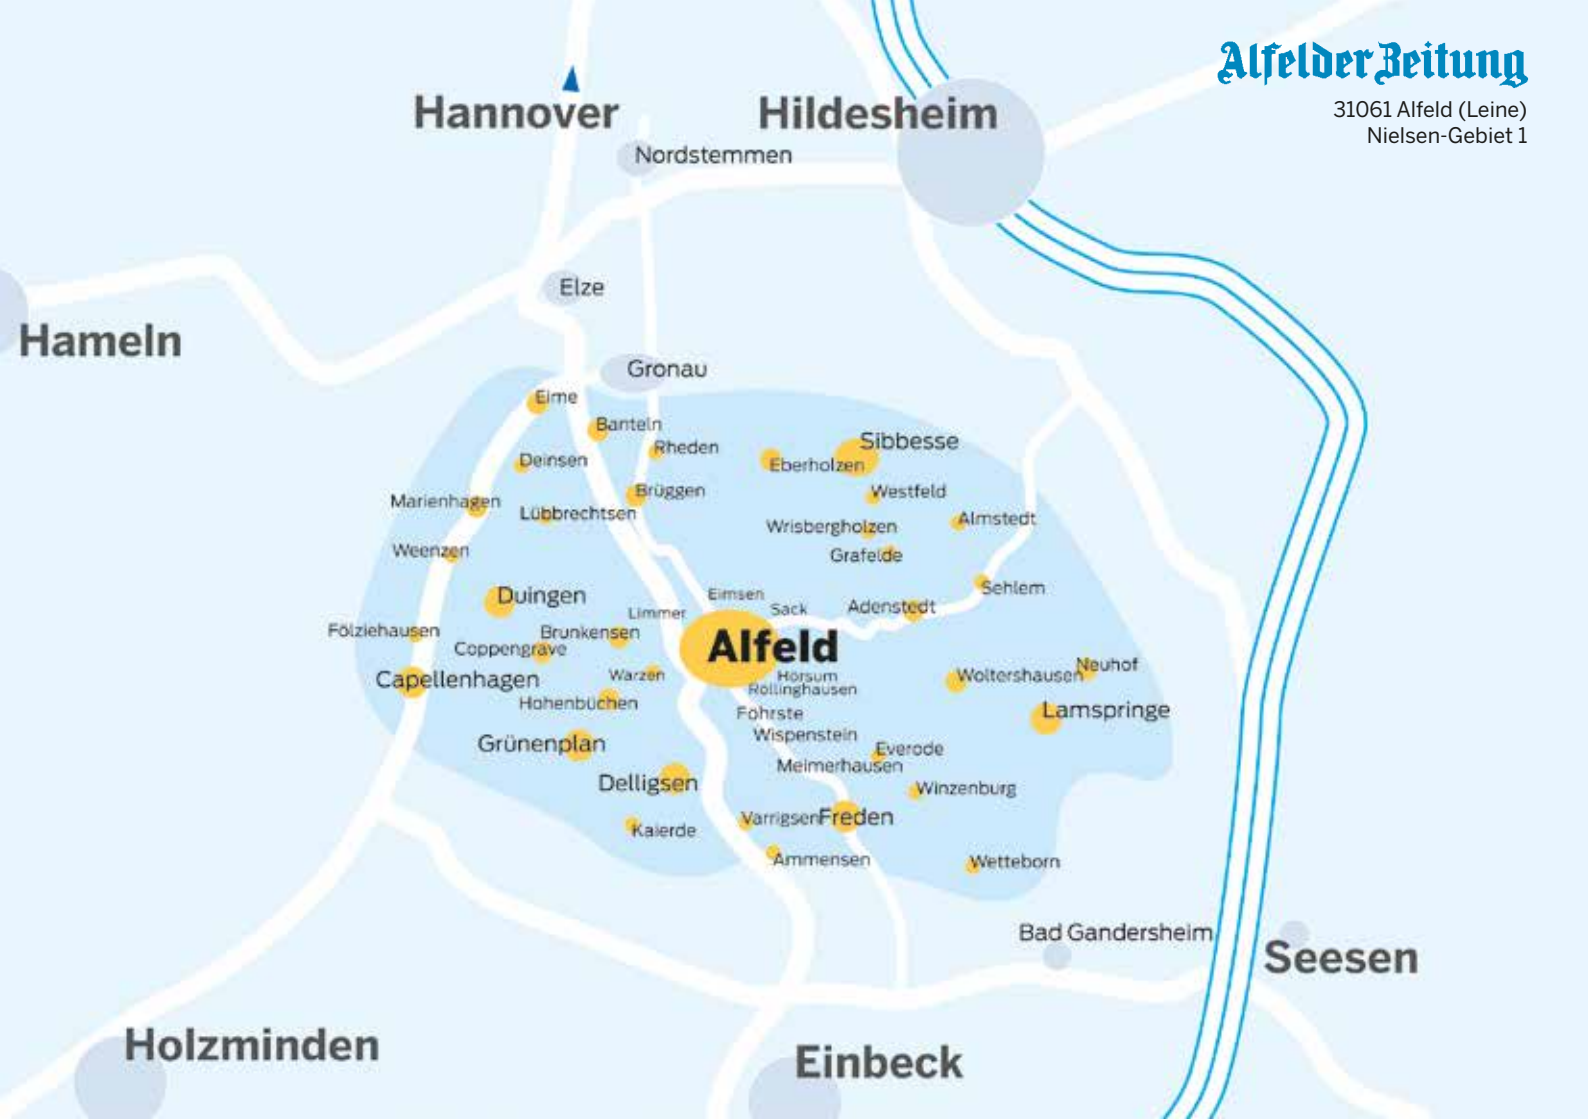 Alfelder Zeitung
31061 Alfeld (Leine)
Nielsen-Gebiet 1
Hannover
Hildesheim
Nordstemmen
Elze
Hameln
Gronau
Eime
Banteln
Rheden
Sibbesse
Deinsen
Eberholzen
Marienhagen
Brüggen
Westfeld
Lübbrechtsen
Wrisbergholzen
Almstedt
Weenzen
Grafelde
Duingen
Eimsen
Sehlem
Limmer
Sack
Adenstedt
Fölziehausen
Brunkensen
Coppengrave
Alfeld
Capellenhagen
Warzen
Hörsum
Röllinghausen
Woltershausen
Neuhof
Hohenbüchen
Föhrste
Lamspringe
Grünenplan
Wispenstein
Everode
Meimerhausen
Delligsen
Winzenburg
Varrigsen
Freden
Kaierde
Ammensen
Wetteborn
Bad Gandersheim
Seesen
Holzminden
Einbeck